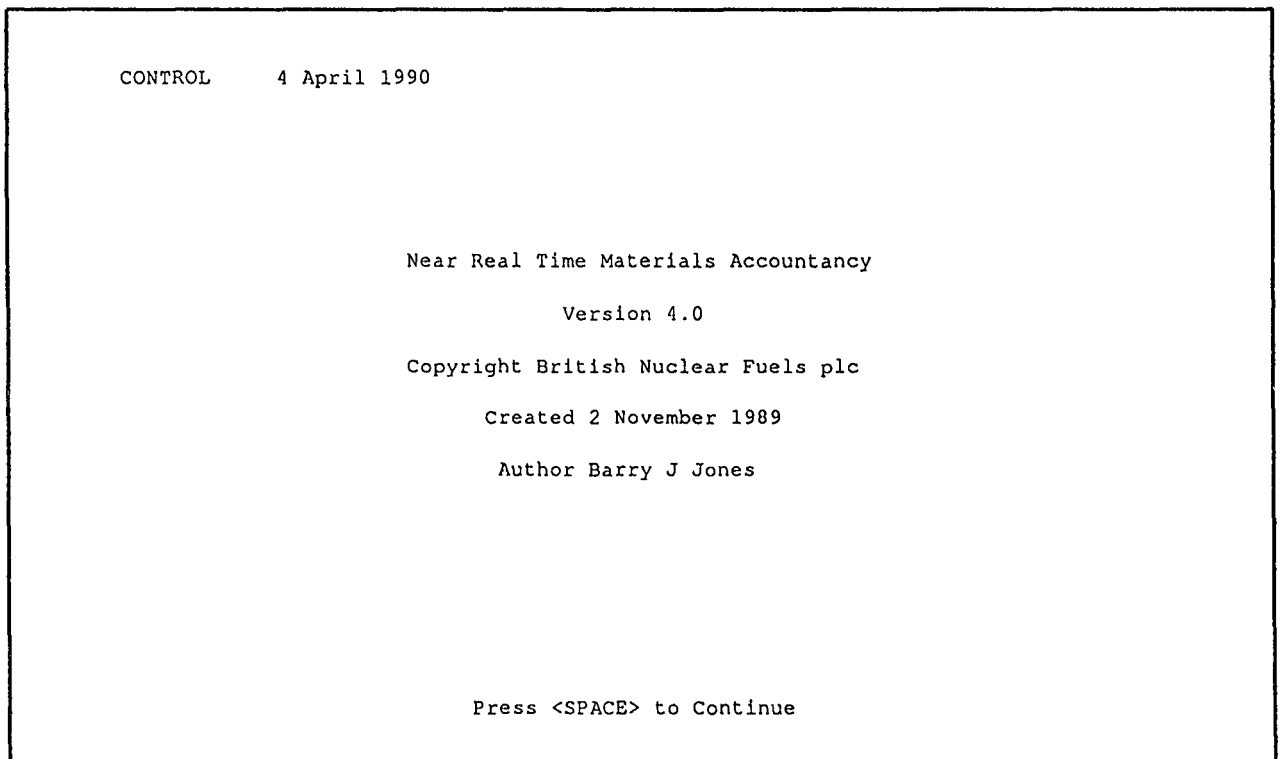 CONTROL 4 April 1990
Near Real Time Materials Accountancy
Version 4.0
Copyright British Nuclear Fuels plc
Created 2 November 1989
Author Barry J Jones
Press <SPACE> to Continue